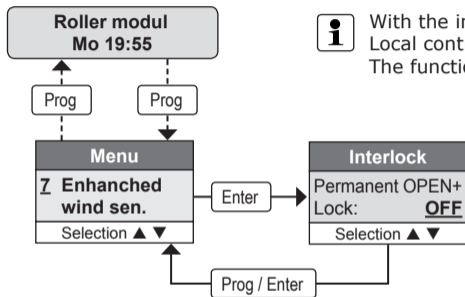 Roller modul
Mo 19:55
With the in
Local cont
The functi
Prog
Prog
Menu
7 Enhanched
wind sen.
Selection ▲ ▼
Enter
Interlock
Permanent OPEN+
Lock: OFF
Selection ▲ ▼
Prog / Enter